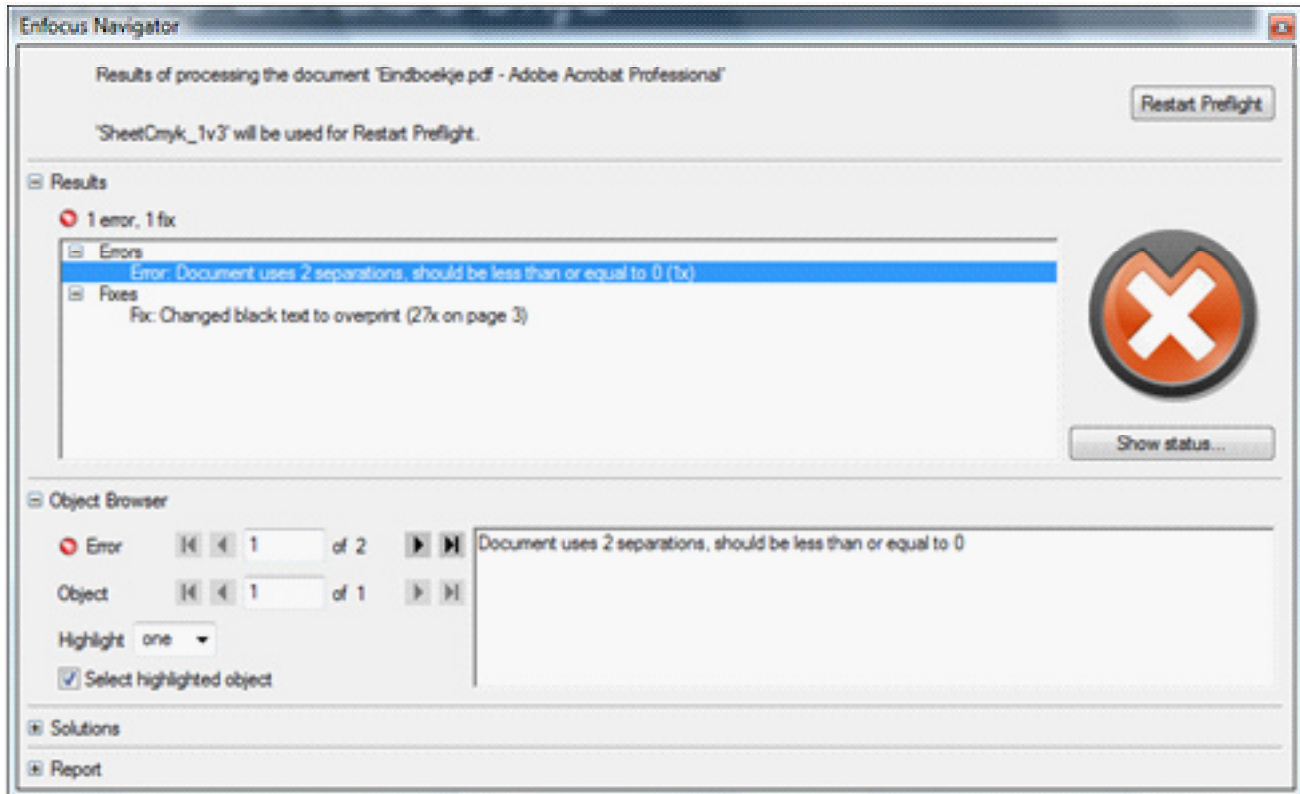 Enfocus Navigator
Results of processing the document 'Eindboekje.pdf - Adobe Acrobat Professional'
Restart Preflight
'SheetCmyk_1v3' will be used for Restart Preflight.
Results
1 error, 1 fix
Errors
Error: Document uses 2 separations, should be less than or equal to 0 (1x)
Fixes
Fix: Changed black text to overprint (27x on page 3)
Show status...
Object Browser
Error 1 of 2
Document uses 2 separations, should be less than or equal to 0
Object 1 of 1
Highlight one
Select highlighted object
Solutions
Report